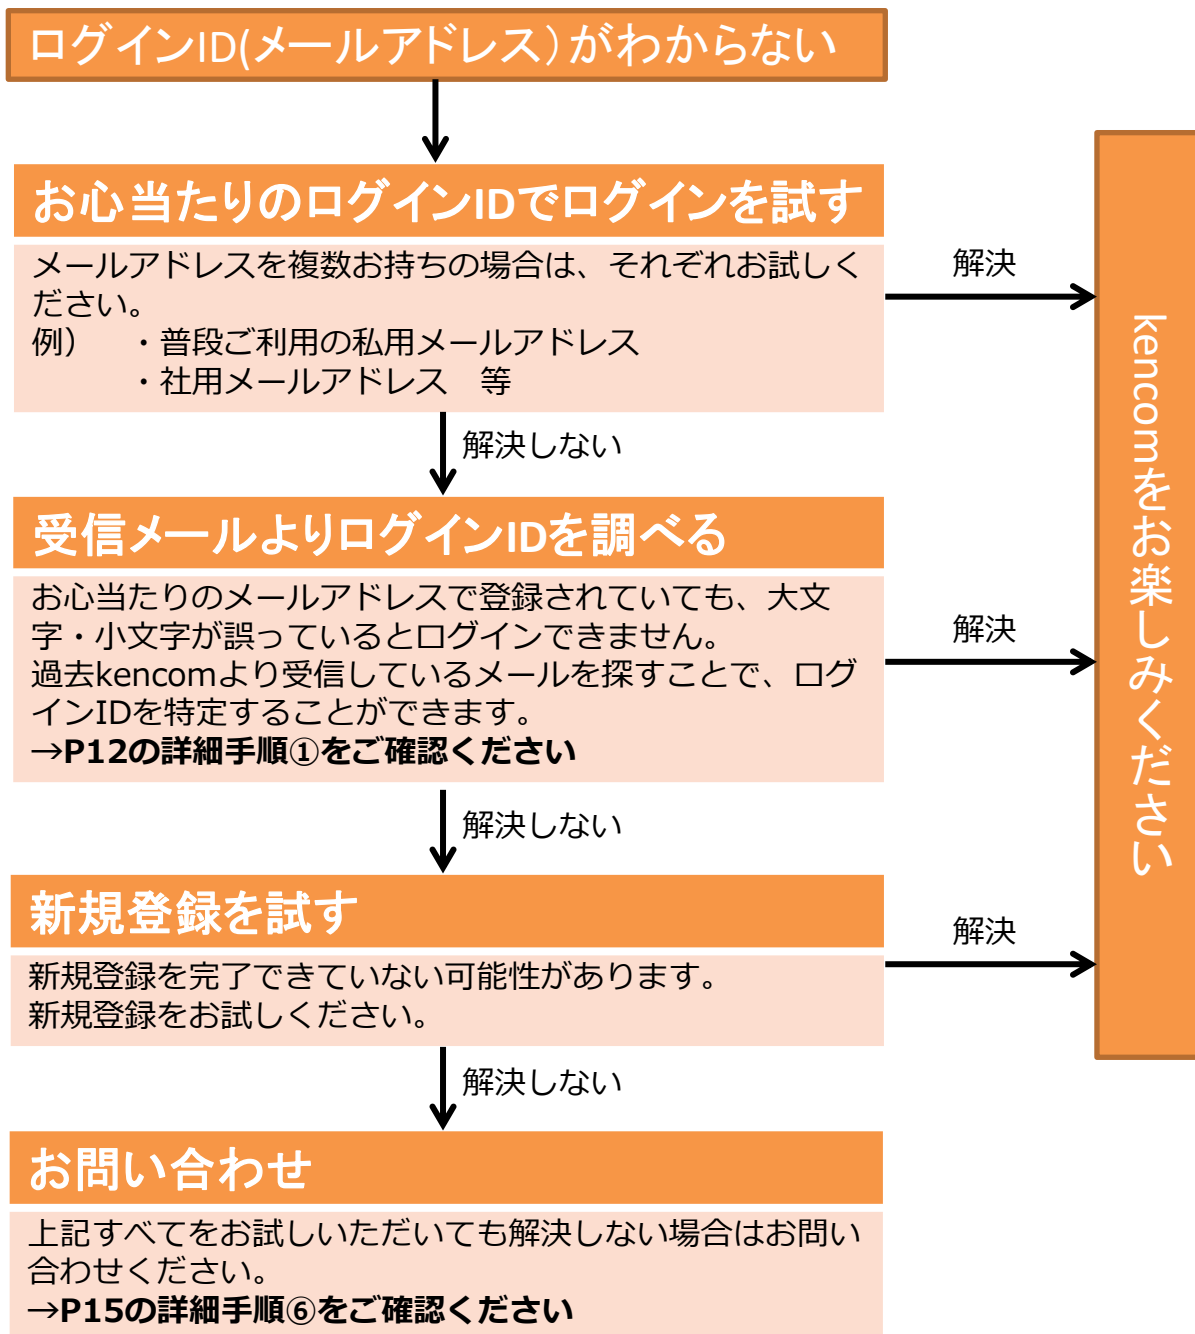 ログインID(メールアドレス)がわからない
お心当たりのログインIDでログインを試す
メールアドレスを複数お持ちの場合は、それぞれお試しく
ださい。
例)　・普段ご利用の私用メールアドレス
・社用メールアドレス　等
解決
解決しない
受信メールよりログインIDを調べる
お心当たりのメールアドレスで登録されていても、大文
字・小文字が誤っているとログインできません。
過去kencomより受信しているメールを探すことで、ログ
インIDを特定することができます。
→P12の詳細手順①をご確認ください
解決
解決しない
新規登録を試す
新規登録を完了できていない可能性があります。
新規登録をお試しください。
解決
解決しない
お問い合わせ
上記すべてをお試しいただいても解決しない場合はお問い
合わせください。
→P15の詳細手順⑥をご確認ください
kencomをお楽しみください